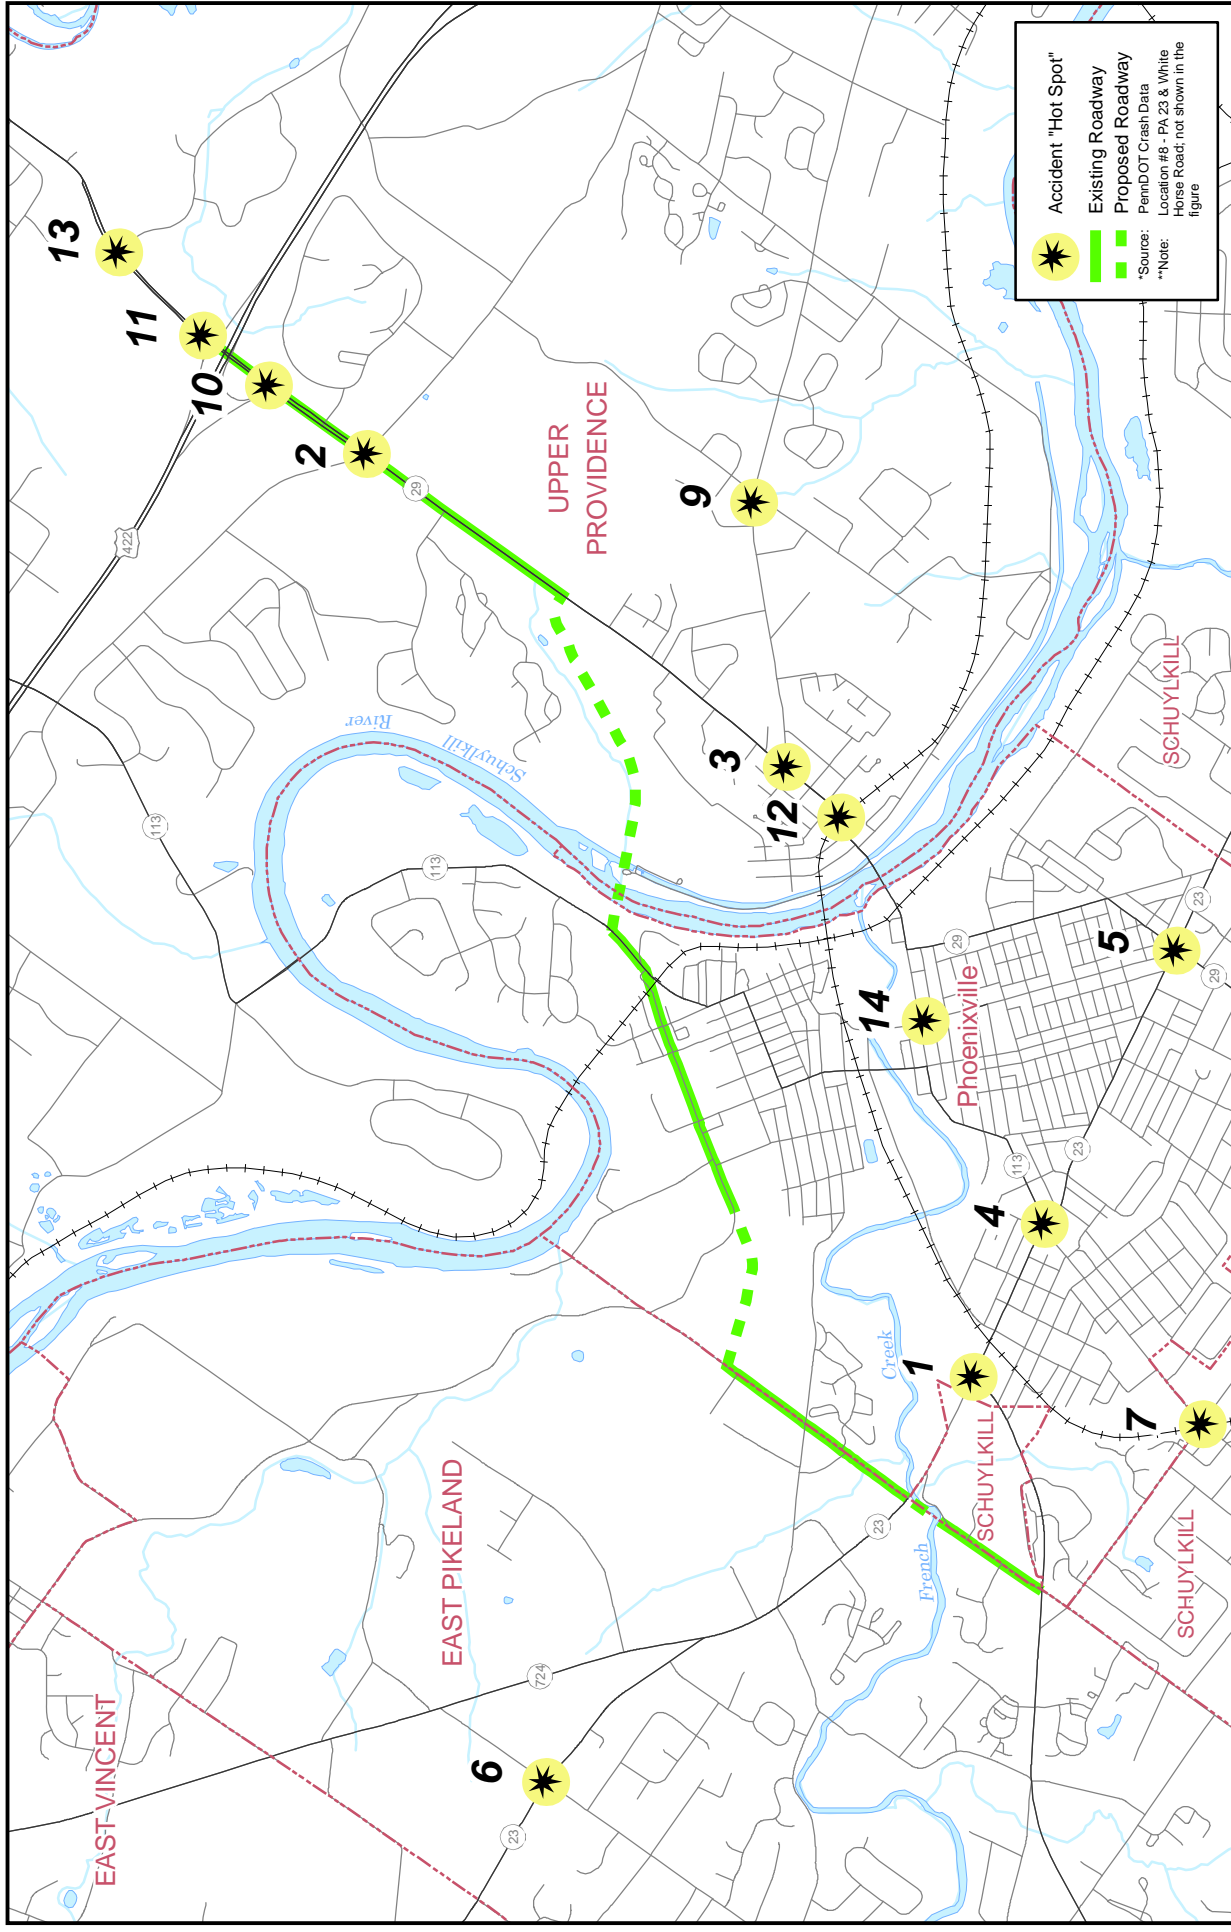 EAST VINCENT
EAST PIKELAND
UPPER
PROVIDENCE
13
11
10
2
9
3
12
14
5
4
1
7
6
422
29
113
113
Schuylkill
River
29
23
29
Phoenixville
113
23
Creek
French
23
724
23
SCHUYLKILL
SCHUYLKILL
SCHUYLKILL
Accident "Hot Spot"
Existing Roadway
Proposed Roadway
*Source: PennDOT Crash Data
**Note: Location #8 - PA 23 & White
Horse Road; not shown in the
figure